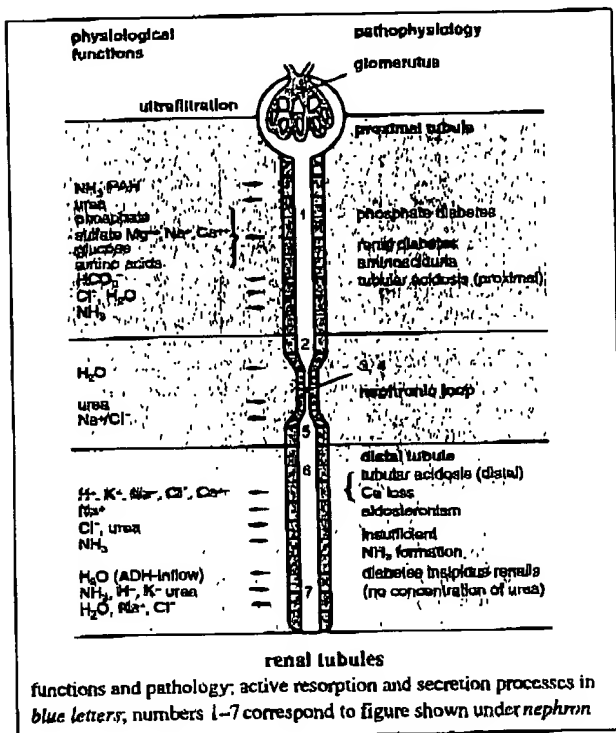 physiological
functions
pathophysiology
glomerulus
ultrafiltration
proximal tubule
NH₃ PAH
urea
phosphate
sulfate Mg⁺⁺ Na⁺ Ca⁺⁺
glucose
amino acids
HCO₃
Cl⁻ H₂O
NH₃
1
phosphate diabetes
renal diabetes
aminoaciduria
tubular acidosis (proximal)
2
H₂O
3, 4
nephronic loop
urea
Na⁺/Cl⁻
5
distal tubule
6
tubular acidosis (distal)
Ca loss
aldosteronism
H⁺, K⁺, Na⁺, Cl⁻, Ca⁺⁺
Na⁺
Cl⁻, urea
NH₃
insufficient
NH₃ formation
H₂O (ADH-inflow)
NH₃, H⁺, K⁻ urea
H₂O, Na⁺, Cl⁻
7
diabetes insipidus renalis
(no concentration of urea)
renal tubules
functions and pathology; active resorption and secretion processes in
blue letters; numbers 1–7 correspond to figure shown under nephron